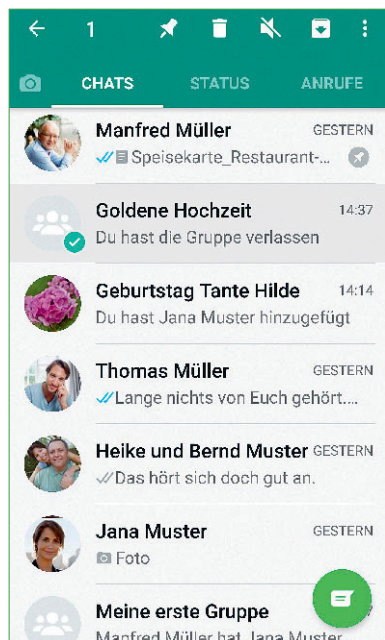 1
CHATS STATUS ANRUFE
Manfred Müller GESTERN
Speisekarte_Restaurant-...
Goldene Hochzeit 14:37
Du hast die Gruppe verlassen
Geburtstag Tante Hilde 14:14
Du hast Jana Muster hinzugefügt
Thomas Müller GESTERN
Lange nichts von Euch gehört....
Heike und Bernd Muster GESTERN
Das hört sich doch gut an.
Jana Muster GESTERN
Foto
Meine erste Gruppe
Manfred Müller hat Jana Muster